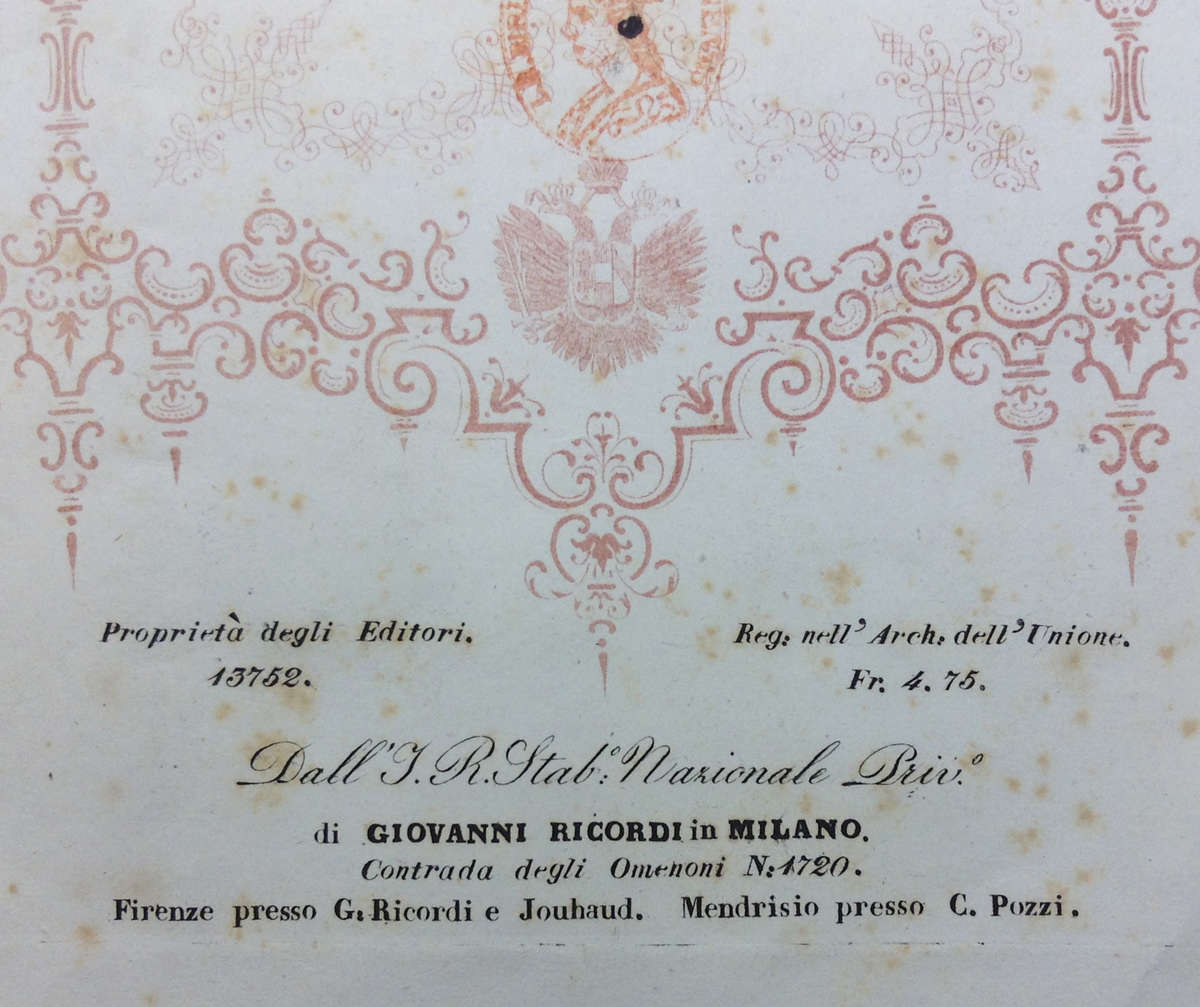 Proprietà degli Editori.
13752.
Reg: nell' Arch: dell' Unione.
Fr. 4. 75.
Dall' I. R. Stab.º Nazionale Priv.º
di GIOVANNI RICORDI in MILANO.
Contrada degli Omenoni N: 1720.
Firenze presso G: Ricordi e Jouhaud. Mendrisio presso C. Pozzi.